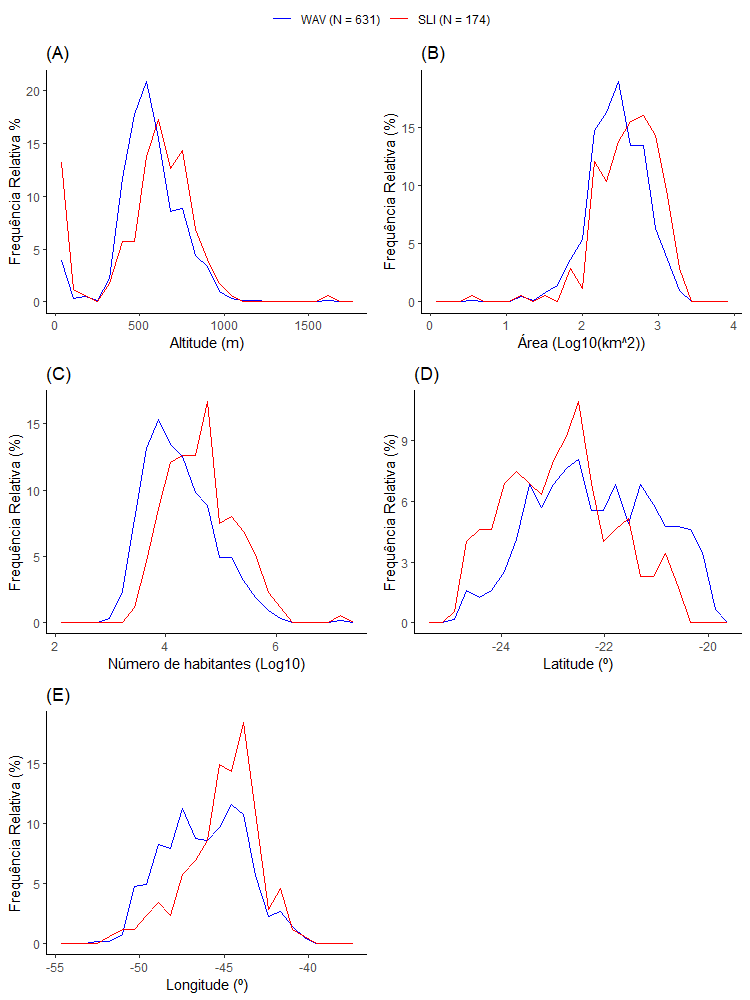 WAV (N = 631) SLI (N = 174)
(A)
Frequência Relativa %
20
15
10
5
0
0 500 1000 1500
Altitude (m)
(B)
Frequência Relativa (%)
15
10
5
0
0 1 2 3 4
Área (Log10(km^2))
(C)
Frequência Relativa (%)
15
10
5
0
2 4 6
Número de habitantes (Log10)
(D)
Frequência Relativa (%)
9
6
3
0
-24 -22 -20
Latitude (º)
(E)
Frequência Relativa (%)
15
10
5
0
-55 -50 -45 -40
Longitude (º)